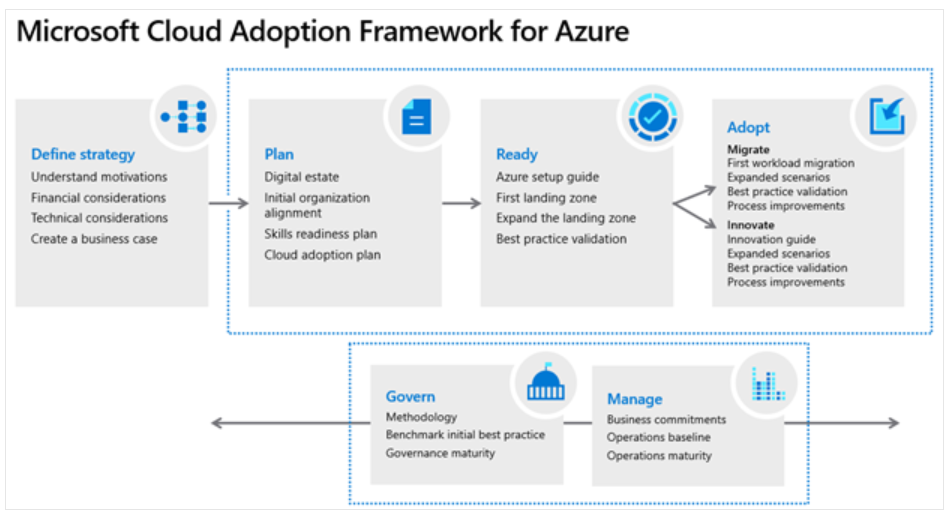 Microsoft Cloud Adoption Framework for Azure
Define strategy
Understand motivations
Financial considerations
Technical considerations
Create a business case
Plan
Digital estate
Initial organization
alignment
Skills readiness plan
Cloud adoption plan
Ready
Azure setup guide
First landing zone
Expand the landing zone
Best practice validation
Adopt
Migrate
First workload migration
Expanded scenarios
Best practice validation
Process improvements
Innovate
Innovation guide
Expanded scenarios
Best practice validation
Process improvements
Govern
Methodology
Benchmark initial best practice
Governance maturity
Manage
Business commitments
Operations baseline
Operations maturity